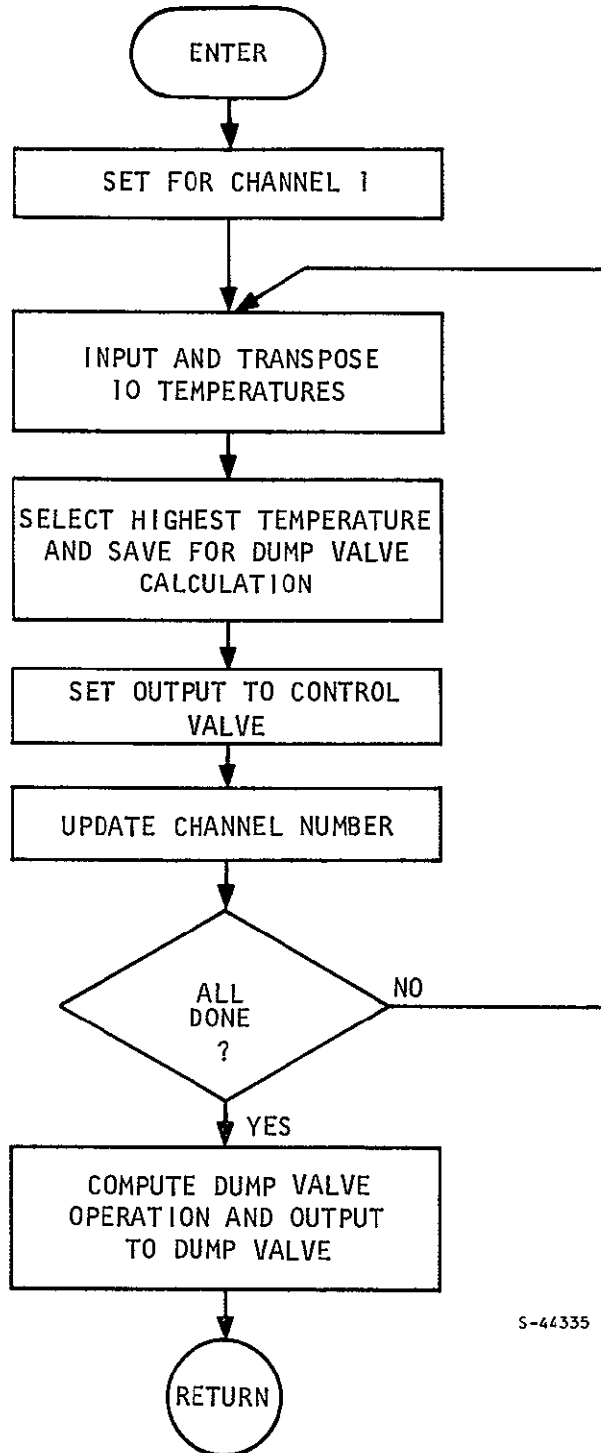 ENTER
SET FOR CHANNEL 1
INPUT AND TRANSPOSE
10 TEMPERATURES
SELECT HIGHEST TEMPERATURE
AND SAVE FOR DUMP VALVE
CALCULATION
SET OUTPUT TO CONTROL
VALVE
UPDATE CHANNEL NUMBER
ALL
DONE
?
NO
YES
COMPUTE DUMP VALVE
OPERATION AND OUTPUT
TO DUMP VALVE
S-44335
RETURN